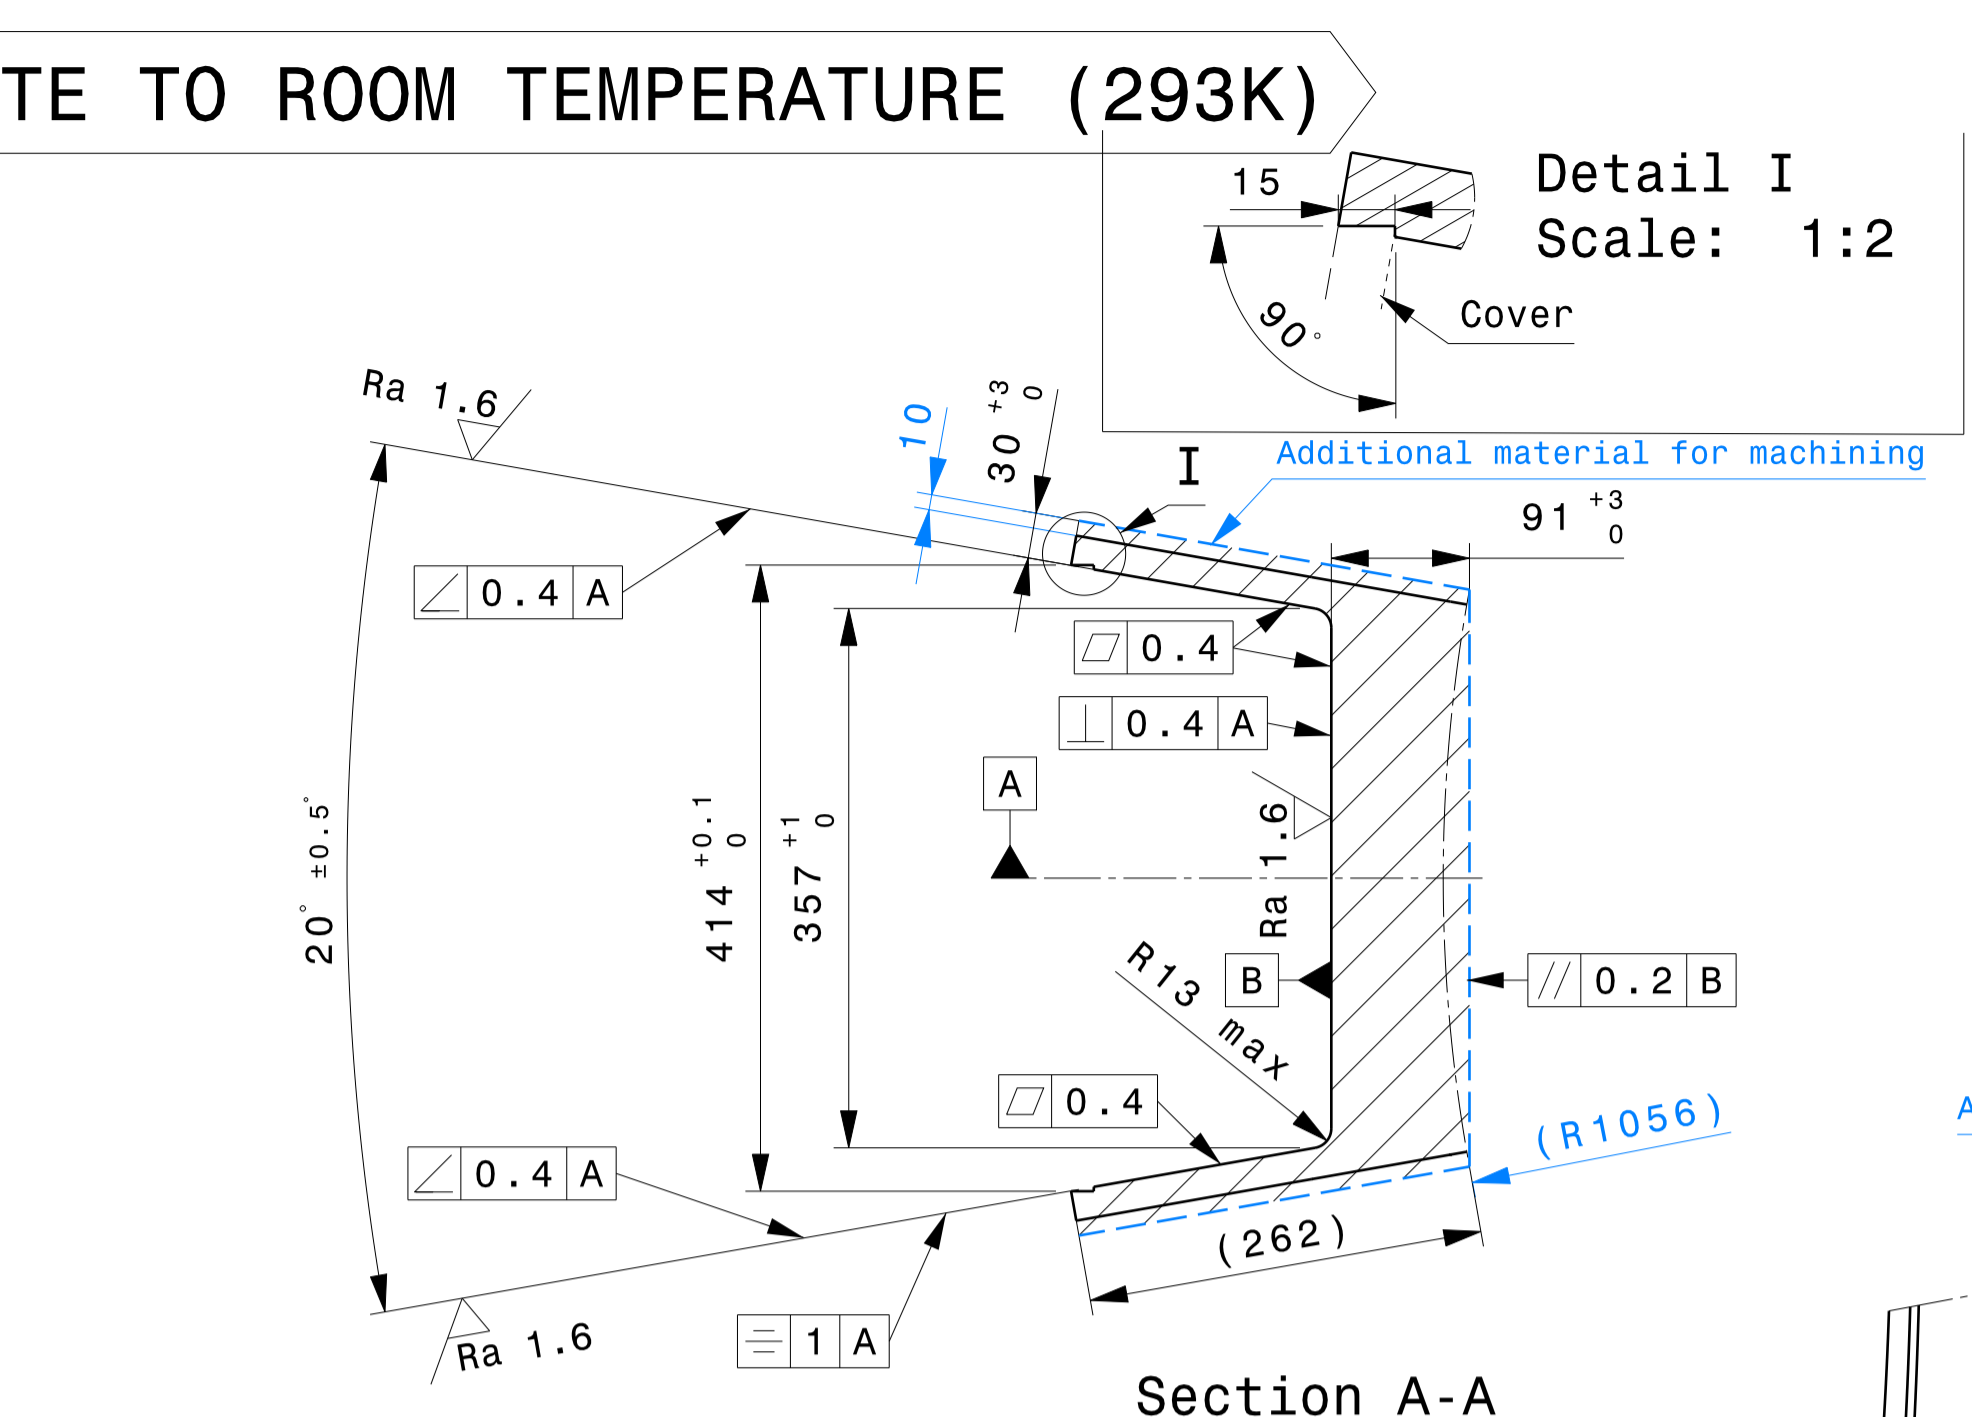 TE TO ROOM TEMPERATURE (293K)
Detail I
Scale: 1:2
15
90°
Cover
Ra 1.6
10
30 +3 0
I
Additional material for machining
91 +3 0
0.4 A
0.4
0.4 A
A
20° ±0.5°
414 +0.1 0
357 +1 0
Ra 1.6
B
R13 max
0.2 B
0.4
(R1056)
A
0.4 A
(262)
Ra 1.6
1 A
Section A-A